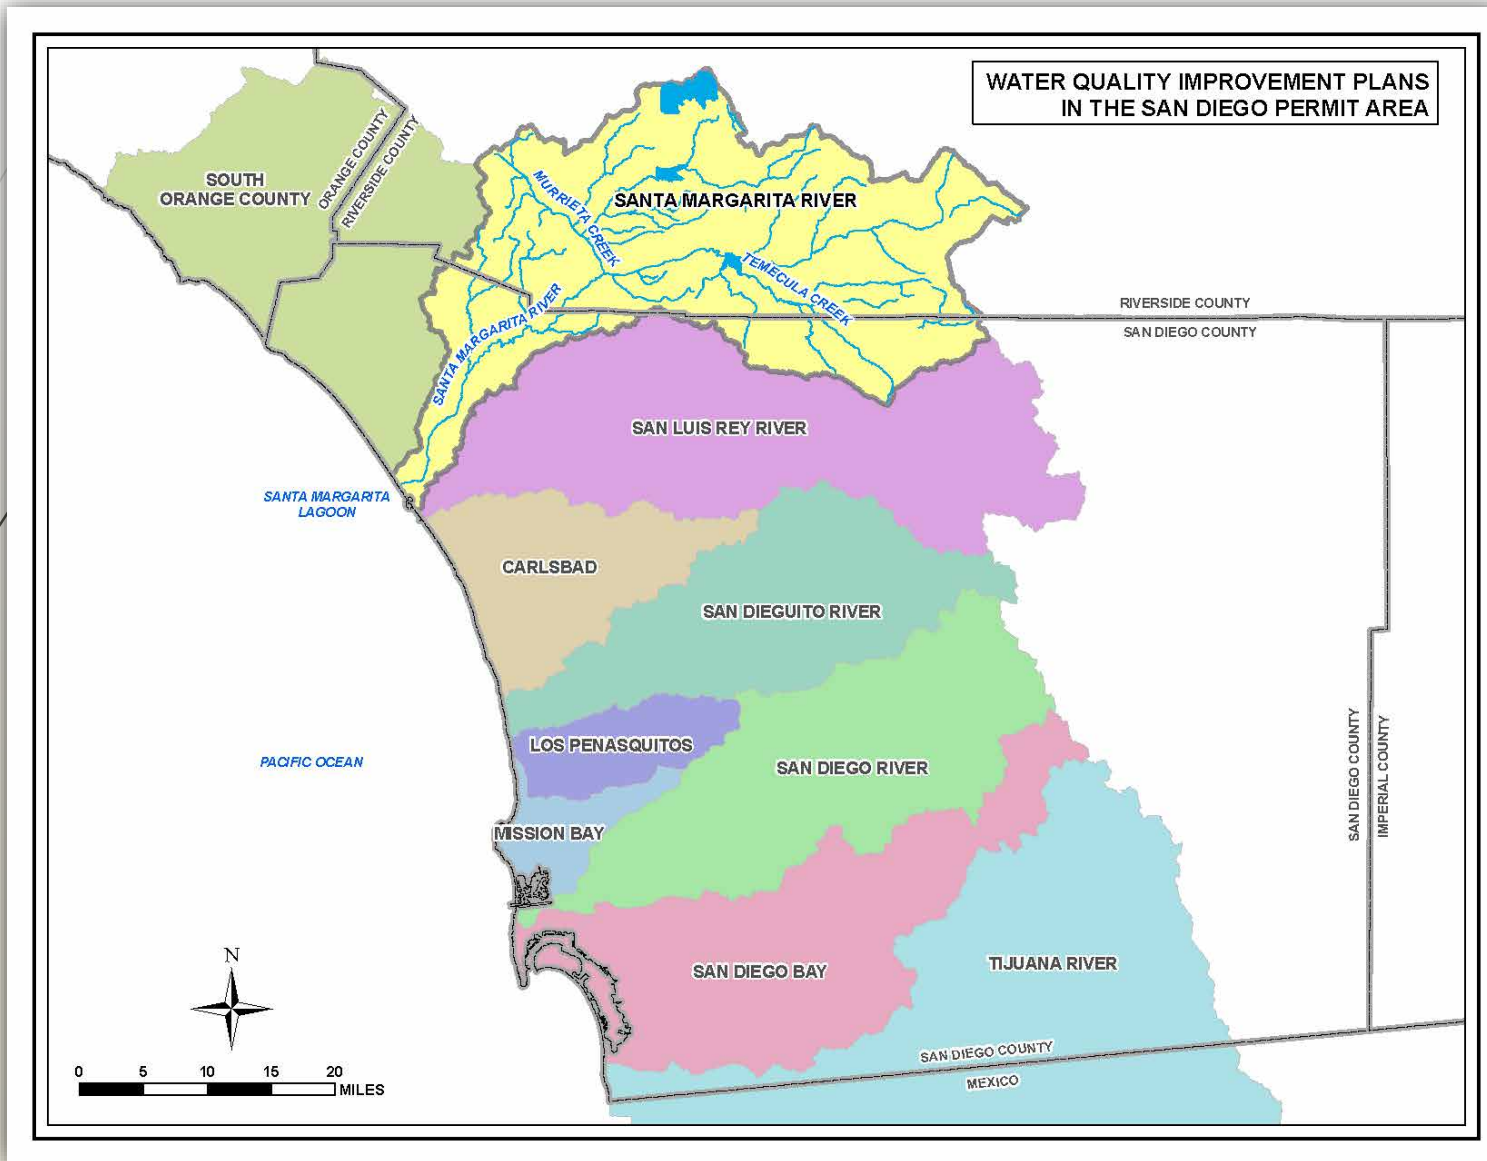 WATER QUALITY IMPROVEMENT PLANS
IN THE SAN DIEGO PERMIT AREA
SOUTH
ORANGE COUNTY
ORANGE COUNTY
RIVERSIDE COUNTY
MURRIETA CREEK
SANTA MARGARITA RIVER
TEMECULA CREEK
SANTA MARGARITA RIVER
RIVERSIDE COUNTY
SAN DIEGO COUNTY
SAN LUIS REY RIVER
SANTA MARGARITA
LAGOON
CARLSBAD
SAN DIEGUITO RIVER
LOS PENASQUITOS
PACIFIC OCEAN
SAN DIEGO RIVER
SAN DIEGO COUNTY
IMPERIAL COUNTY
MISSION BAY
SAN DIEGO BAY
TIJUANA RIVER
N
SAN DIEGO COUNTY
MEXICO
0 5 10 15 20
MILES